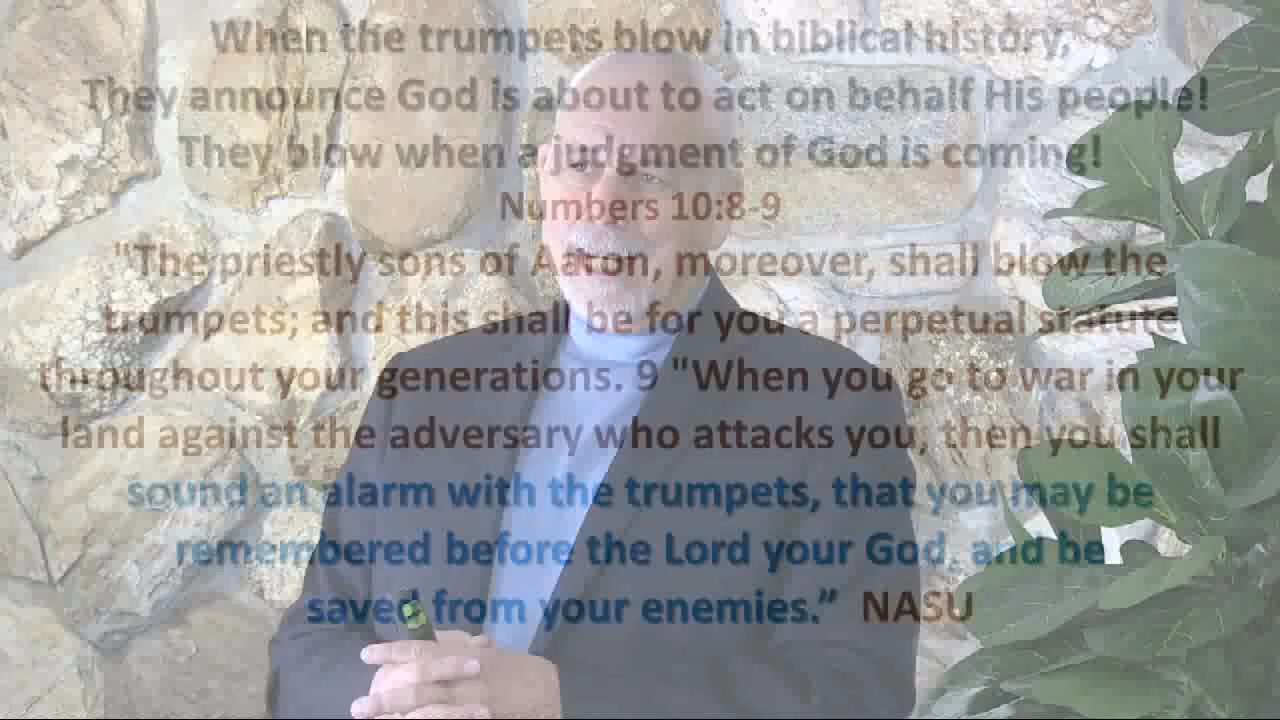 When the trumpets blow in biblical history,
They announce God is about to act on behalf His people!
They blow when a judgment of God is coming!
Numbers 10:8-9
"The priestly sons of Aaron, moreover, shall blow the
trumpets; and this shall be for you a perpetual statute
throughout your generations. 9 "When you go to war in your
land against the adversary who attacks you, then you shall
sound an alarm with the trumpets, that you may be
remembered before the Lord your God, and be
saved from your enemies.” NASU